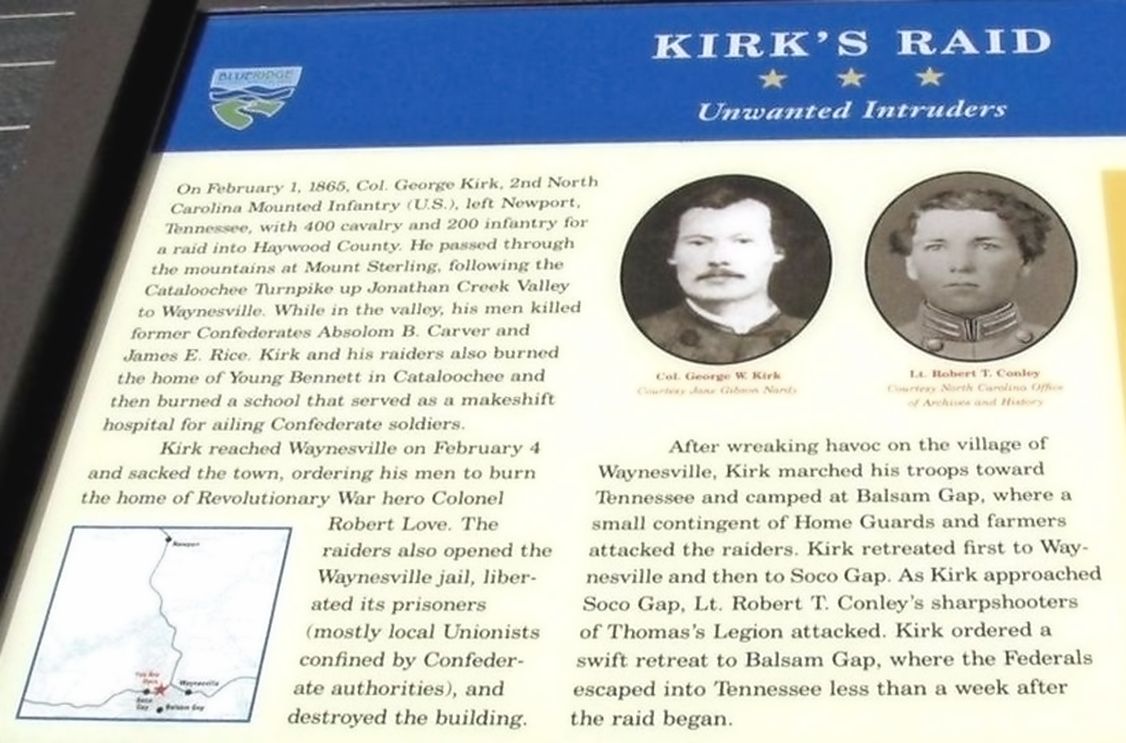 KIRK'S RAID
Unwanted Intruders
BLUE RIDGE
On February 1, 1865, Col. George Kirk, 2nd North
Carolina Mounted Infantry (U.S.), left Newport,
Tennessee, with 400 cavalry and 200 infantry for
a raid into Haywood County. He passed through
the mountains at Mount Sterling, following the
Cataloochee Turnpike up Jonathan Creek Valley
to Waynesville. While in the valley, his men killed
former Confederates Absolom B. Carver and
James E. Rice. Kirk and his raiders also burned
the home of Young Bennett in Cataloochee and
then burned a school that served as a makeshift
hospital for ailing Confederate soldiers.
Kirk reached Waynesville on February 4
and sacked the town, ordering his men to burn
the home of Revolutionary War hero Colonel
Robert Love. The
raiders also opened the
Waynesville jail, liber-
ated its prisoners
(mostly local Unionists
confined by Confeder-
ate authorities), and
destroyed the building.
Newport
You Are
Here
Waynesville
Soco
Gap
Balsam Gap
Col. George W. Kirk
Courtesy Jane Gibson Nardy
Lt. Robert T. Conley
Courtesy North Carolina Office
of Archives and History
After wreaking havoc on the village of
Waynesville, Kirk marched his troops toward
Tennessee and camped at Balsam Gap, where a
small contingent of Home Guards and farmers
attacked the raiders. Kirk retreated first to Way-
nesville and then to Soco Gap. As Kirk approached
Soco Gap, Lt. Robert T. Conley's sharpshooters
of Thomas's Legion attacked. Kirk ordered a
swift retreat to Balsam Gap, where the Federals
escaped into Tennessee less than a week after
the raid began.